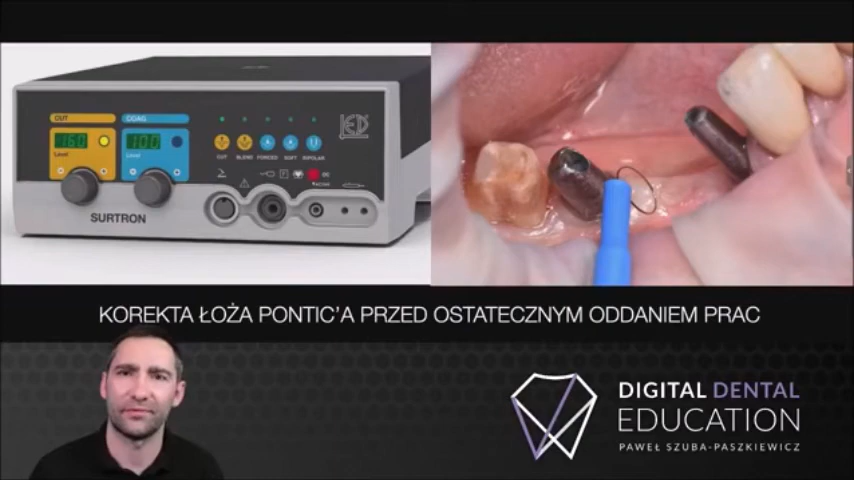 CUT
COAG
160
100
Level
Level
LED
CUT
BLEND
FORCED
SOFT
BIPOLAR
SURTRON
KOREKTA ŁOŻA PONTIC'A PRZED OSTATECZNYM ODDANIEM PRAC
DIGITAL DENTAL
EDUCATION
PAWEŁ SZUBA-PASZKIEWICZ